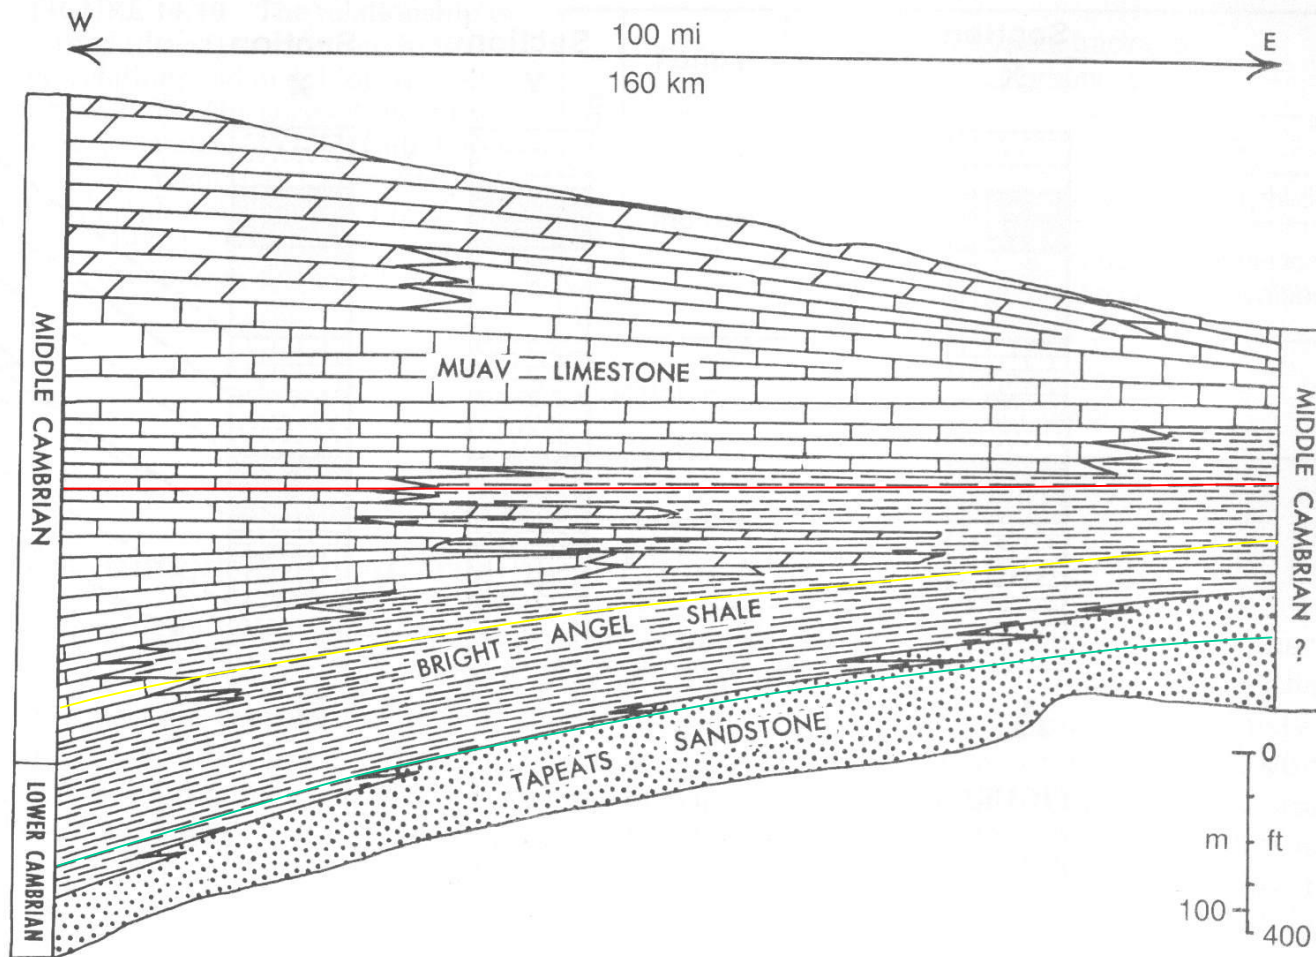 W
100 mi
E
160 km
MIDDLE CAMBRIAN
MUAV LIMESTONE
MIDDLE CAMBRIAN ?
BRIGHT ANGEL SHALE
TAPEATS SANDSTONE
LOWER CAMBRIAN
0
m ft
100
400